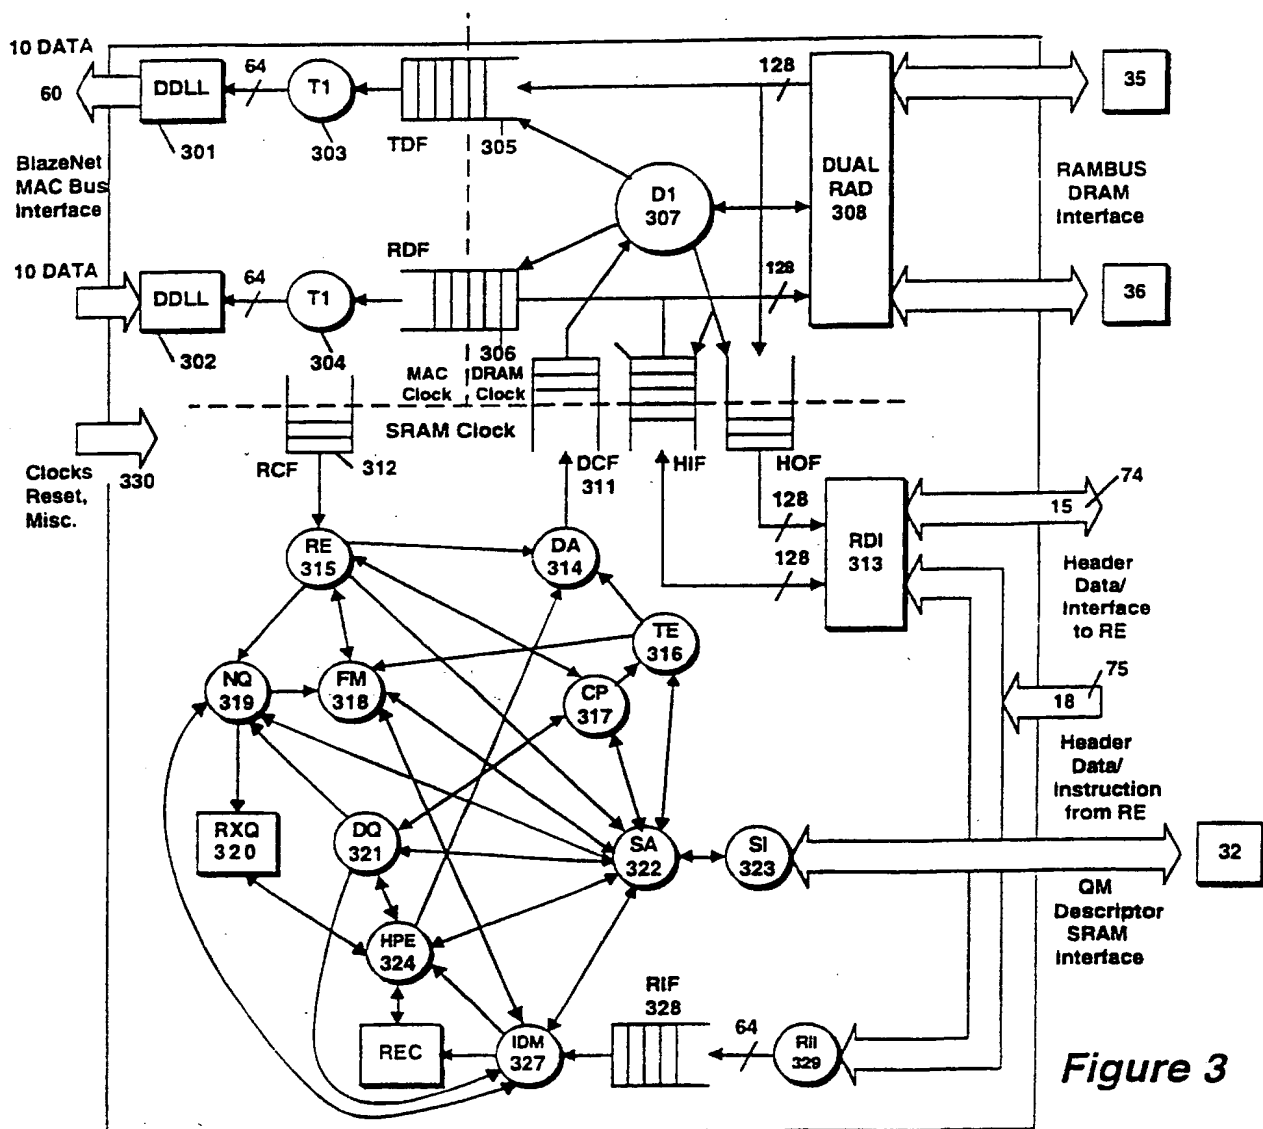 10 DATA
60
DDLL
301
64
T1
303
TDF
305
128
DUAL
RAD
308
35
BlazeNet
MAC Bus
Interface
D1
307
RAMBUS
DRAM
Interface
10 DATA
DDLL
302
64
T1
304
RDF
306
128
36
MAC
Clock
DRAM
Clock
SRAM Clock
Clocks
Reset,
Misc.
330
RCF
312
DCF
311
HIF
HOF
128
128
RDI
313
15
74
Header
Data/
Interface
to RE
RE
315
DA
314
TE
316
NQ
319
FM
318
CP
317
18
75
Header
Data/
Instruction
from RE
RXQ
320
DQ
321
SA
322
SI
323
32
QM
Descriptor
SRAM
Interface
HPE
324
REC
IDM
327
RIF
328
64
RII
329
Figure 3